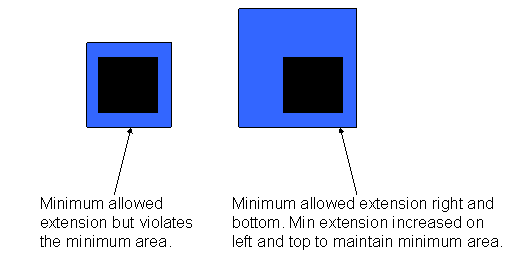 Minimum allowed
extension but violates
the minimum area.
Minimum allowed extension right and
bottom. Min extension increased on
left and top to maintain minimum area.